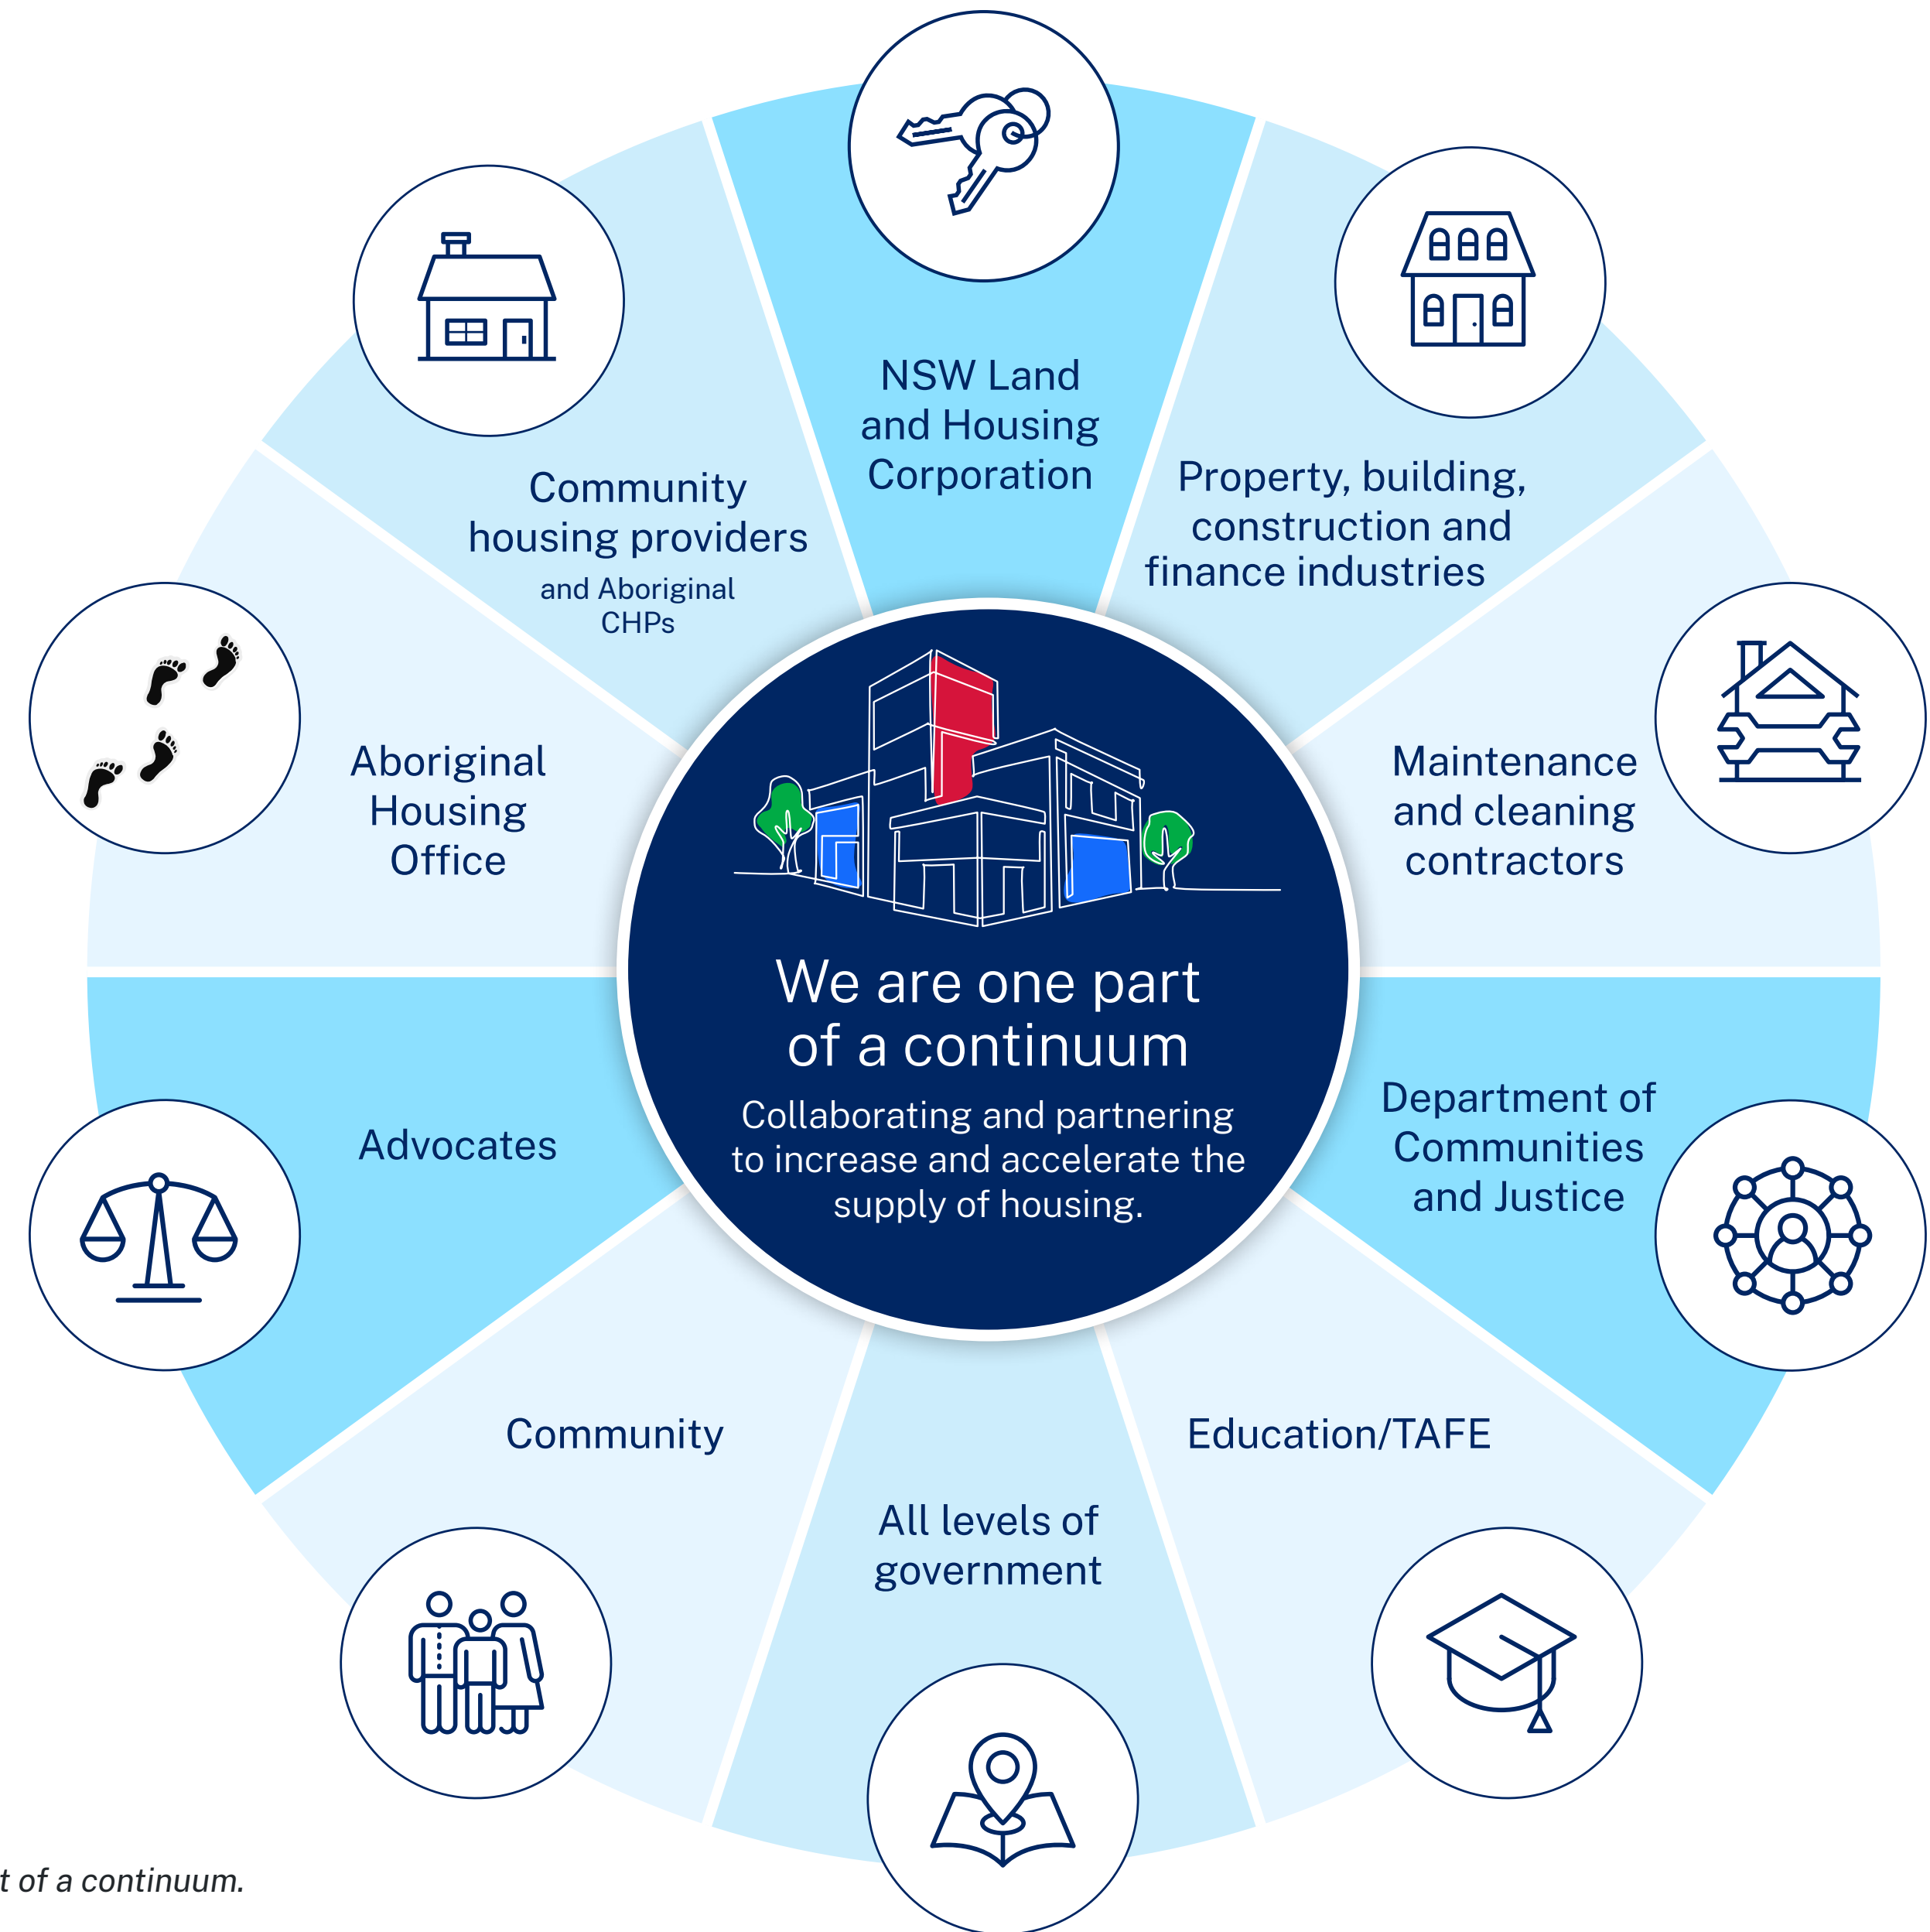 NSW Land
and Housing
Corporation
Property, building,
construction and
finance industries
Maintenance
and cleaning
contractors
Department of
Communities
and Justice
Education/TAFE
All levels of
government
Community
Advocates
Aboriginal
Housing
Office
Community
housing providers
and Aboriginal
CHPs
We are one part
of a continuum
Collaborating and partnering
to increase and accelerate the
supply of housing.
of a continuum.